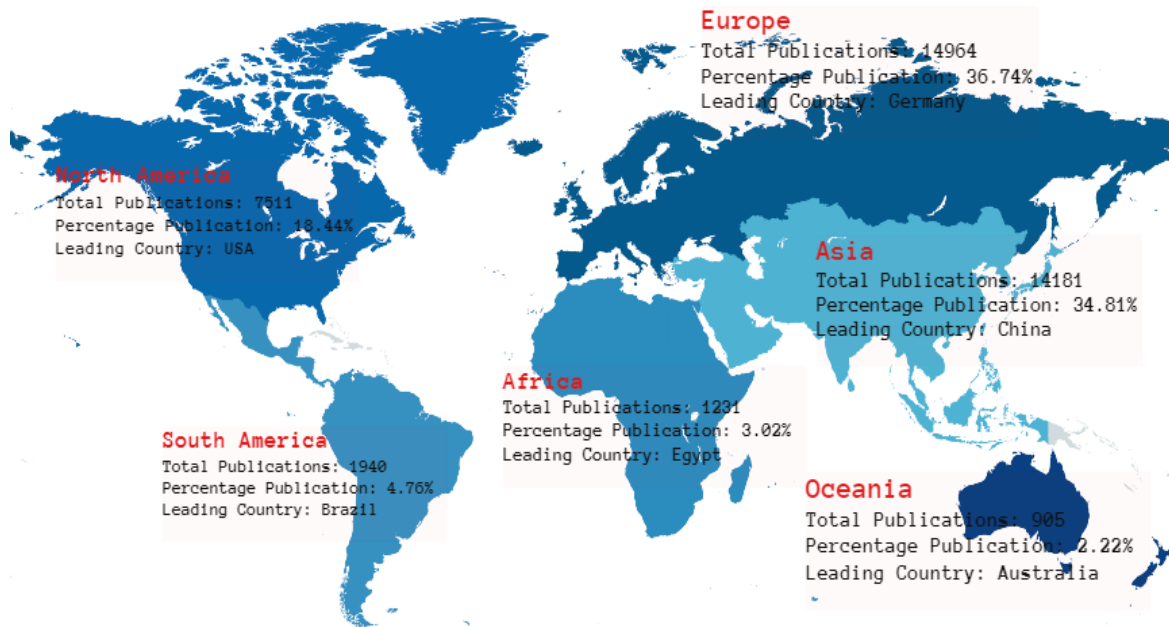 Europe
Total Publications: 14964
Percentage Publication: 36.74%
Leading Country: Germany
North America
Total Publications: 7511
Percentage Publication: 18.44%
Leading Country: USA
Asia
Total Publications: 14181
Percentage Publication: 34.81%
Leading Country: China
Africa
Total Publications: 1231
Percentage Publication: 3.02%
Leading Country: Egypt
South America
Total Publications: 1940
Percentage Publication: 4.76%
Leading Country: Brazil
Oceania
Total Publications: 905
Percentage Publication: 2.22%
Leading Country: Australia